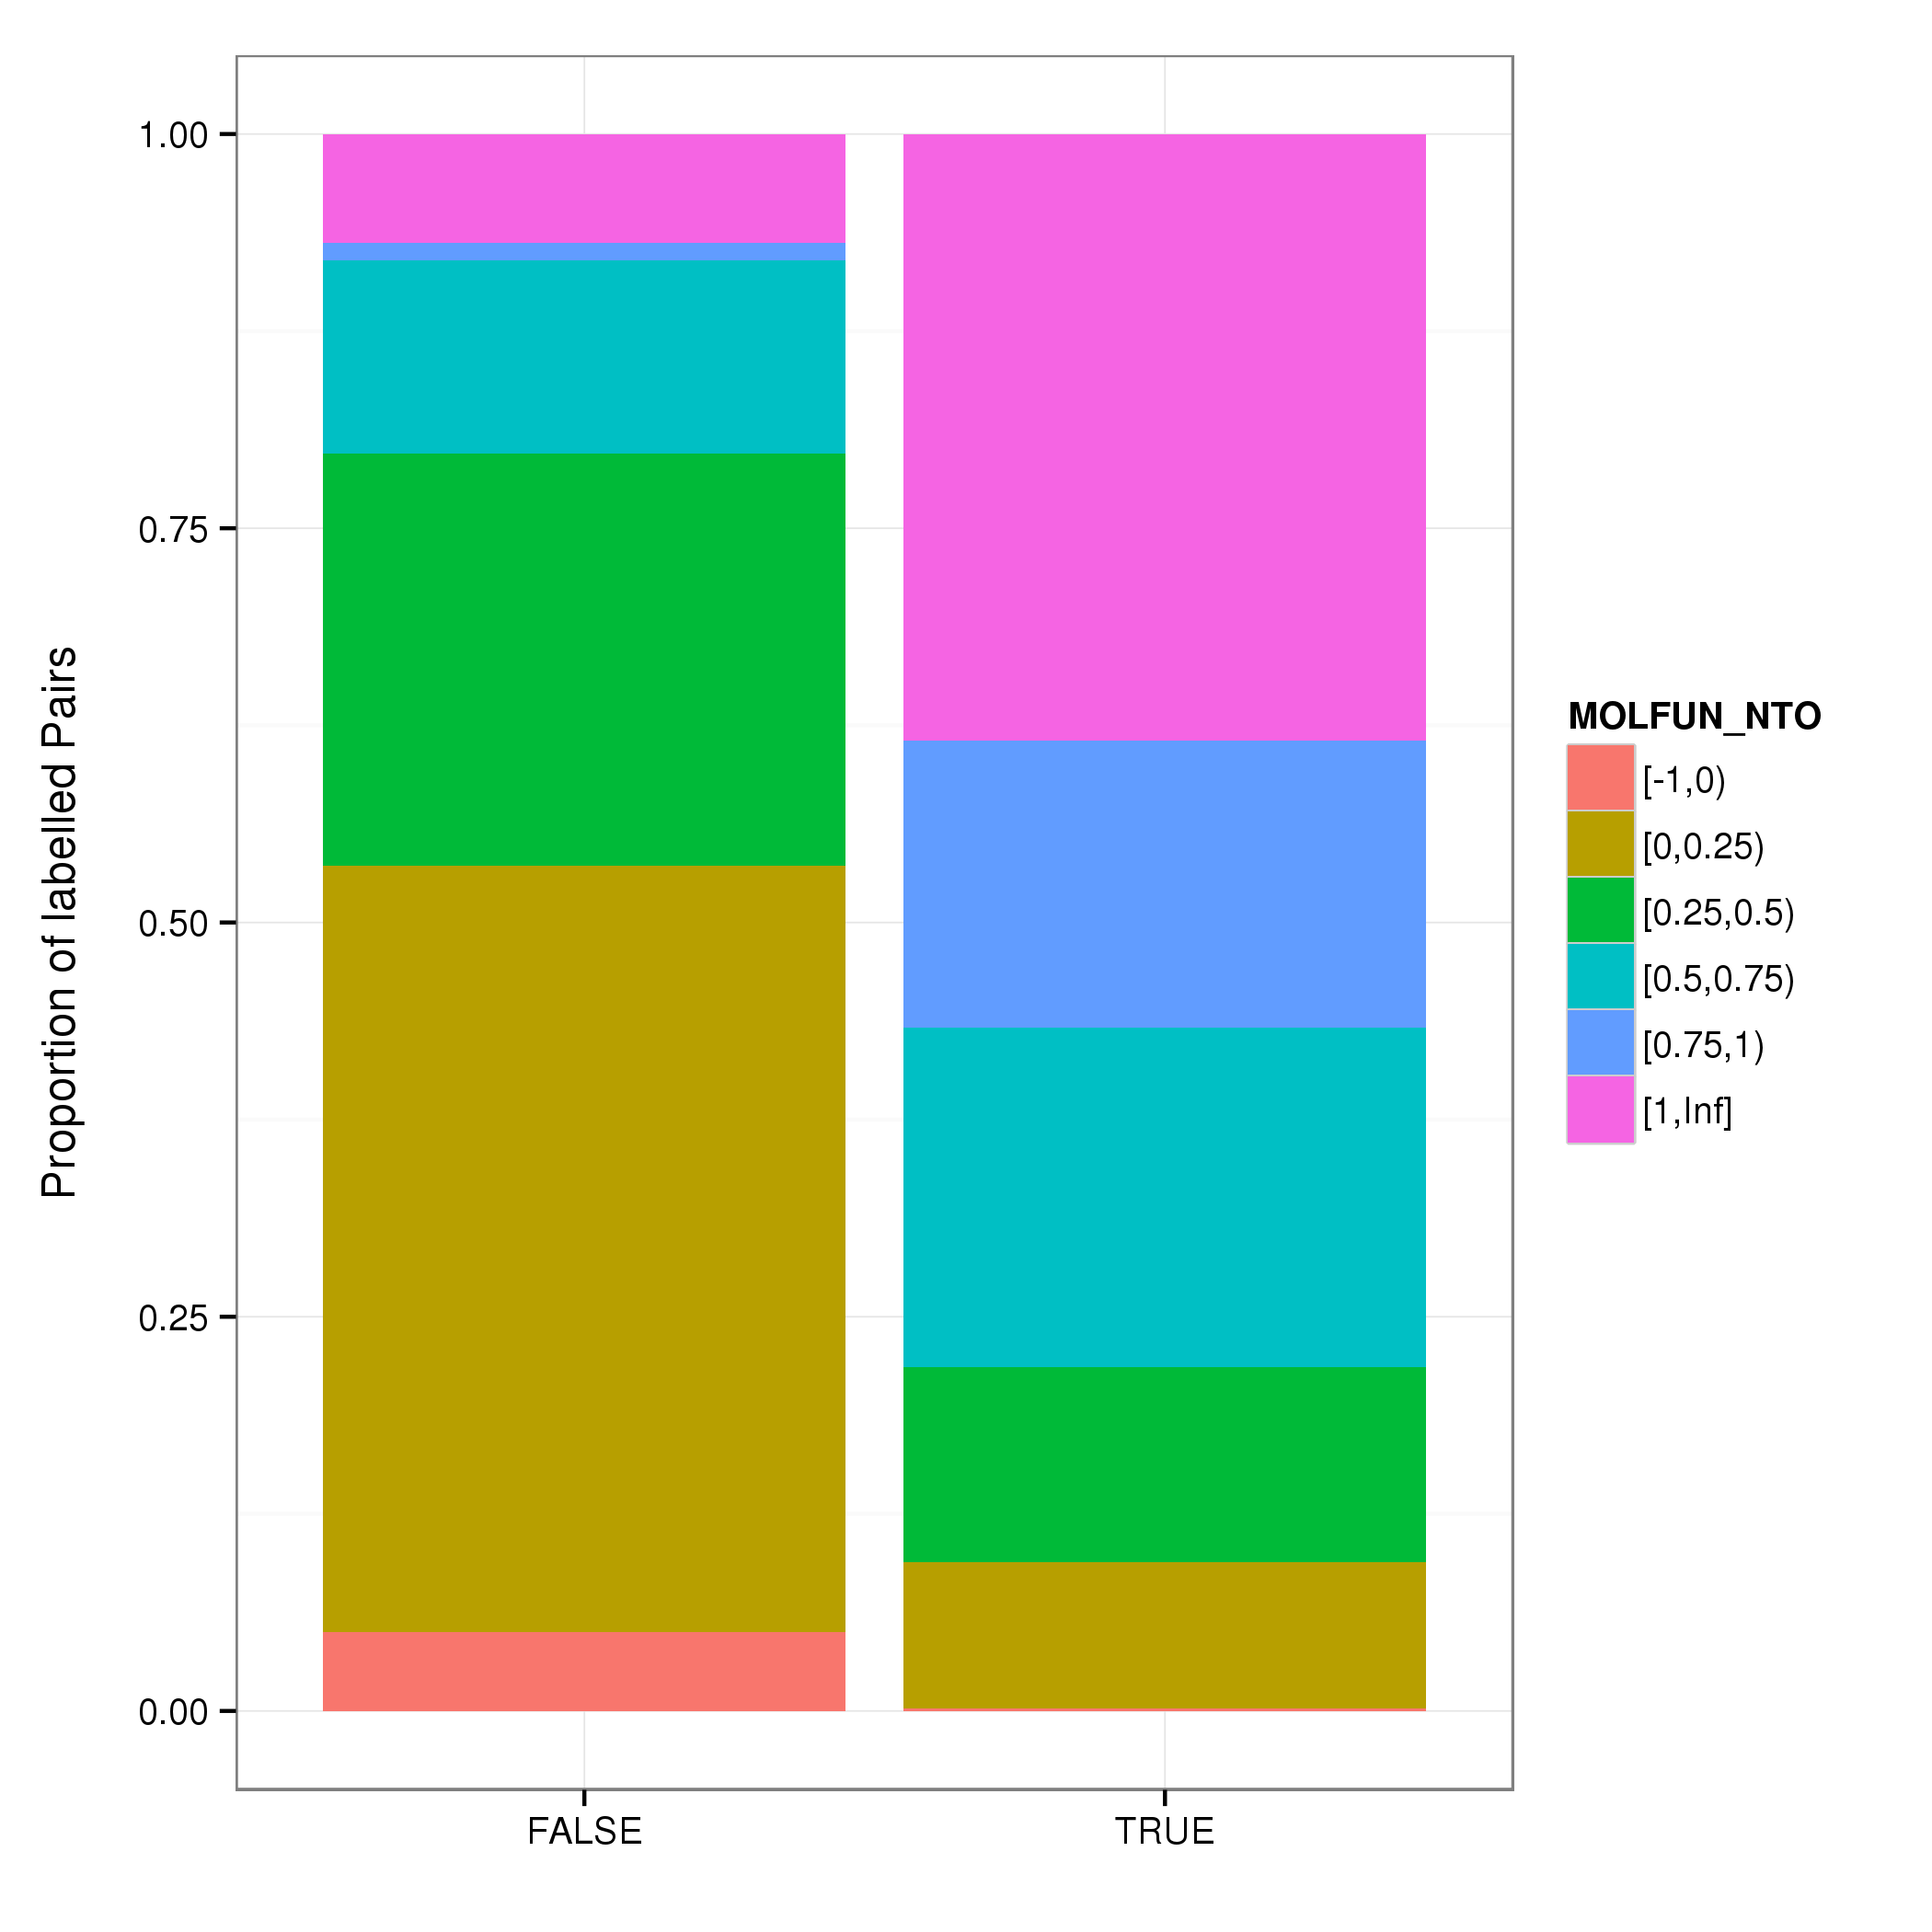 Proportion of labelled Pairs
1.00
0.75
0.50
0.25
0.00
FALSE
TRUE
MOLFUN_NTO
[-1,0)
[0,0.25)
[0.25,0.5)
[0.5,0.75)
[0.75,1)
[1,Inf]